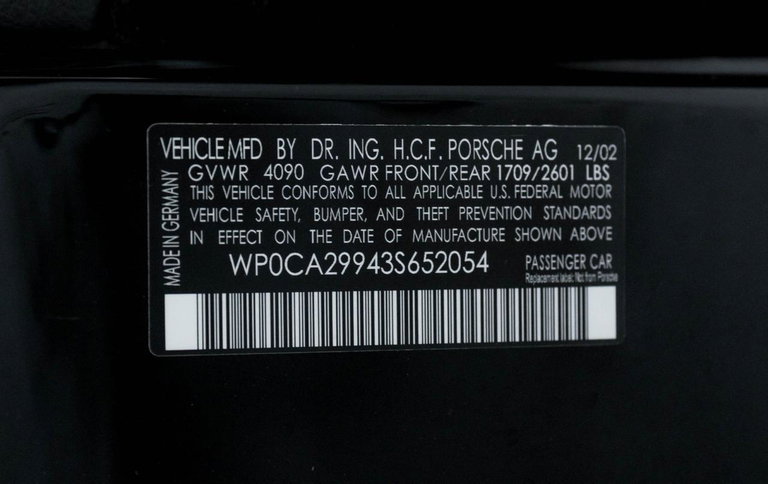 VEHICLE MFD BY DR. ING. H.C.F. PORSCHE AG 12/02
GVWR 4090 GAWR FRONT/REAR 1709/2601 LBS
THIS VEHICLE CONFORMS TO ALL APPLICABLE U.S. FEDERAL MOTOR
VEHICLE SAFETY, BUMPER, AND THEFT PREVENTION STANDARDS
IN EFFECT ON THE DATE OF MANUFACTURE SHOWN ABOVE
WP0CA29943S652054 PASSENGER CAR
Replacement label: Not from Porsche
MADE IN GERMANY